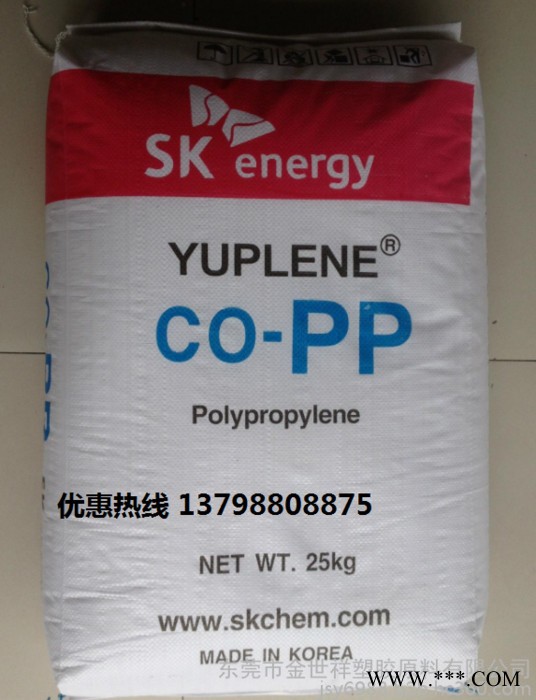 SK energy
YUPLENE®
CO-PP
Polypropylene
优惠热线 13798808875
NET WT. 25kg
www.skchem.com
MADE IN KOREA
东莞市金世祥塑胶原料有限公司
www.***.COM